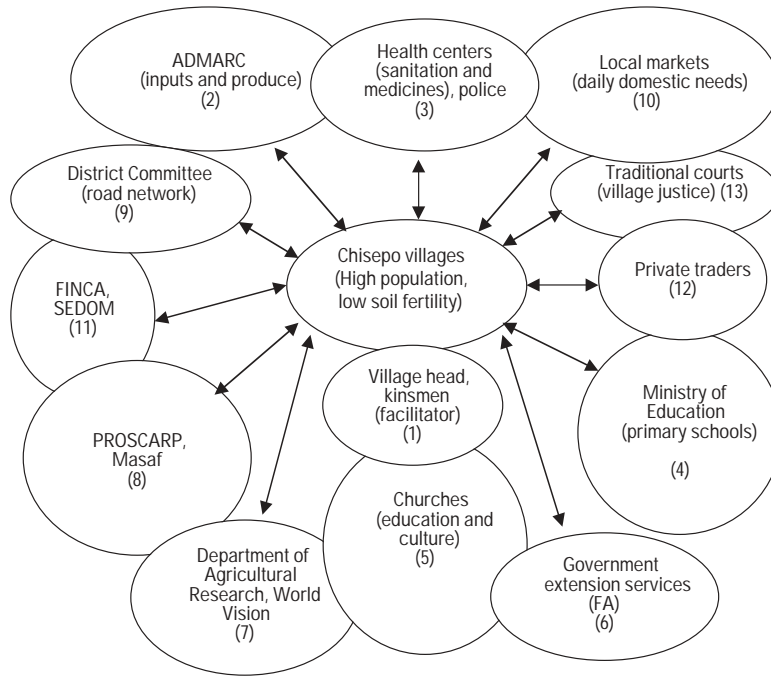 ADMARC
(inputs and produce)
(2)
Health centers
(sanitation and
medicines), police
(3)
Local markets
(daily domestic needs)
(10)
District Committee
(road network)
(9)
Traditional courts
(village justice) (13)
Chisepo villages
(High population,
low soil fertility)
Private traders
(12)
FINCA,
SEDOM
(11)
Village head,
kinsmen
(facilitator)
(1)
Ministry of
Education
(primary schools)
(4)
PROSCARP,
Masaf
(8)
Churches
(education and
culture)
(5)
Department of
Agricultural
Research, World
Vision
(7)
Government
extension services
(FA)
(6)